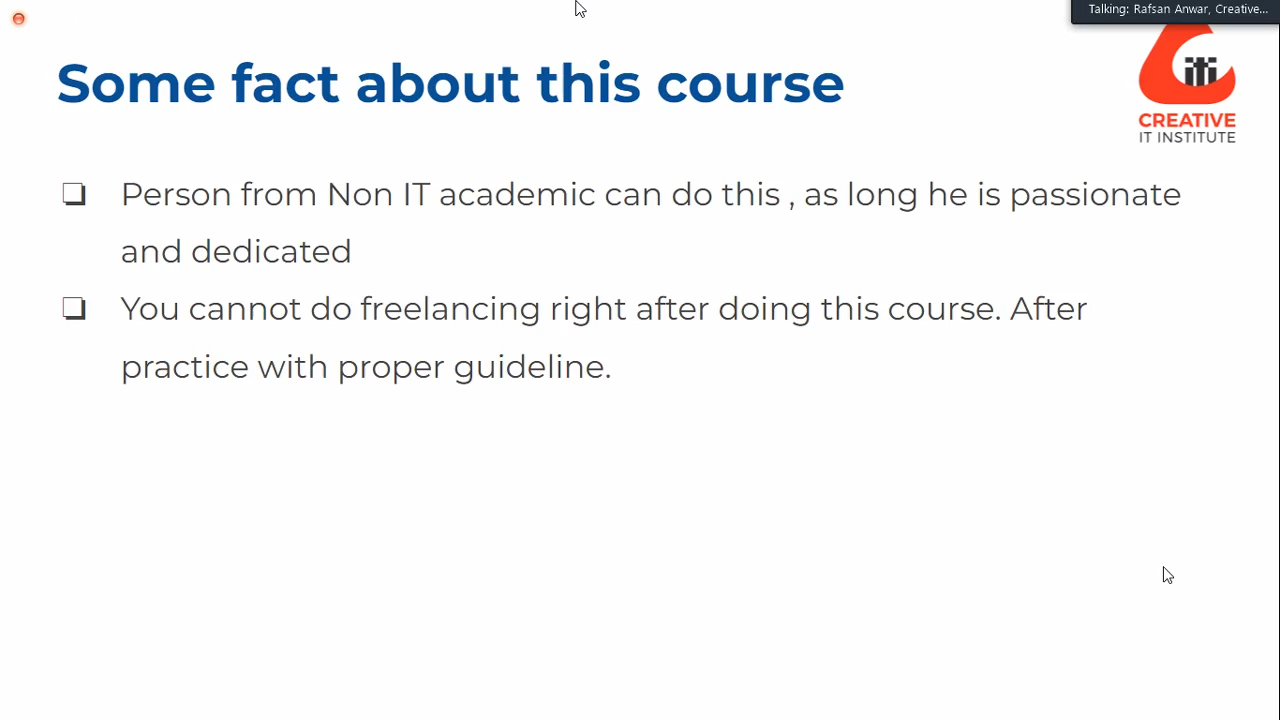 Talking: Rafsan Anwar, Creative...
Some fact about this course
iti
CREATIVE
IT INSTITUTE
❏ Person from Non IT academic can do this , as long he is passionate
and dedicated
❏ You cannot do freelancing right after doing this course. After
practice with proper guideline.